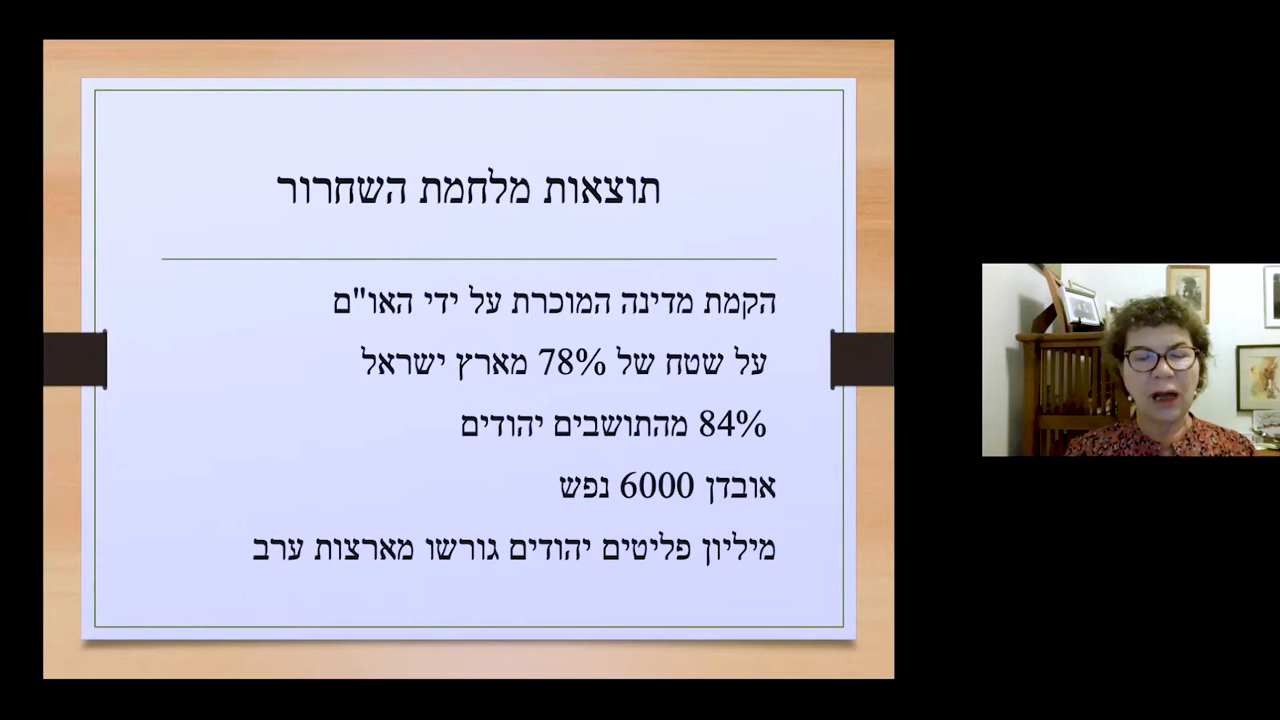 תוצאות מלחמת השחרור
הקמת מדינה המוכרת על ידי האו"ם
על שטח של 78% מארץ ישראל
84% מהתושבים יהודים
אובדן 6000 נפש
מיליון פליטים יהודים גורשו מארצות ערב